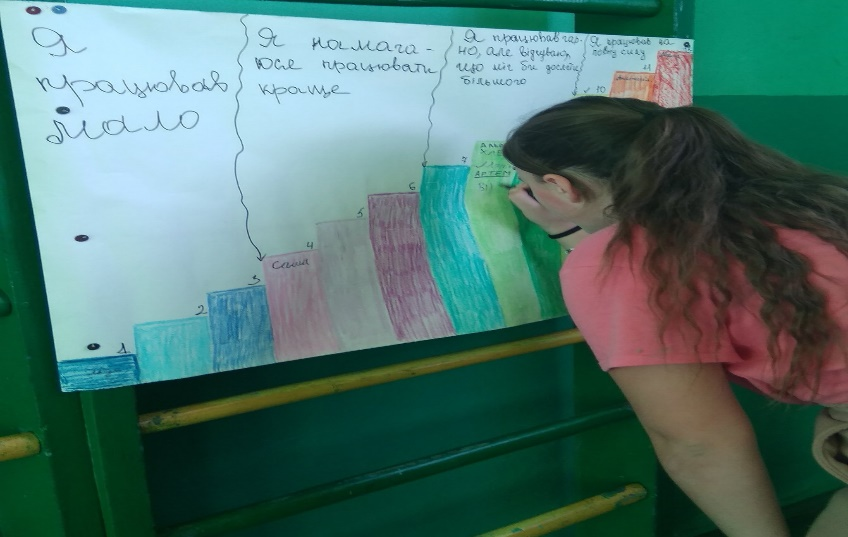 Я
працював
мало
Я намага-
юся працювати
краще
Я працював гар-
но, але відчуваю,
що міг би досягти
більшого
Я працював на
повну силу
1
2
3
4
Саша
5
6
7
АРТЕМ
10
11